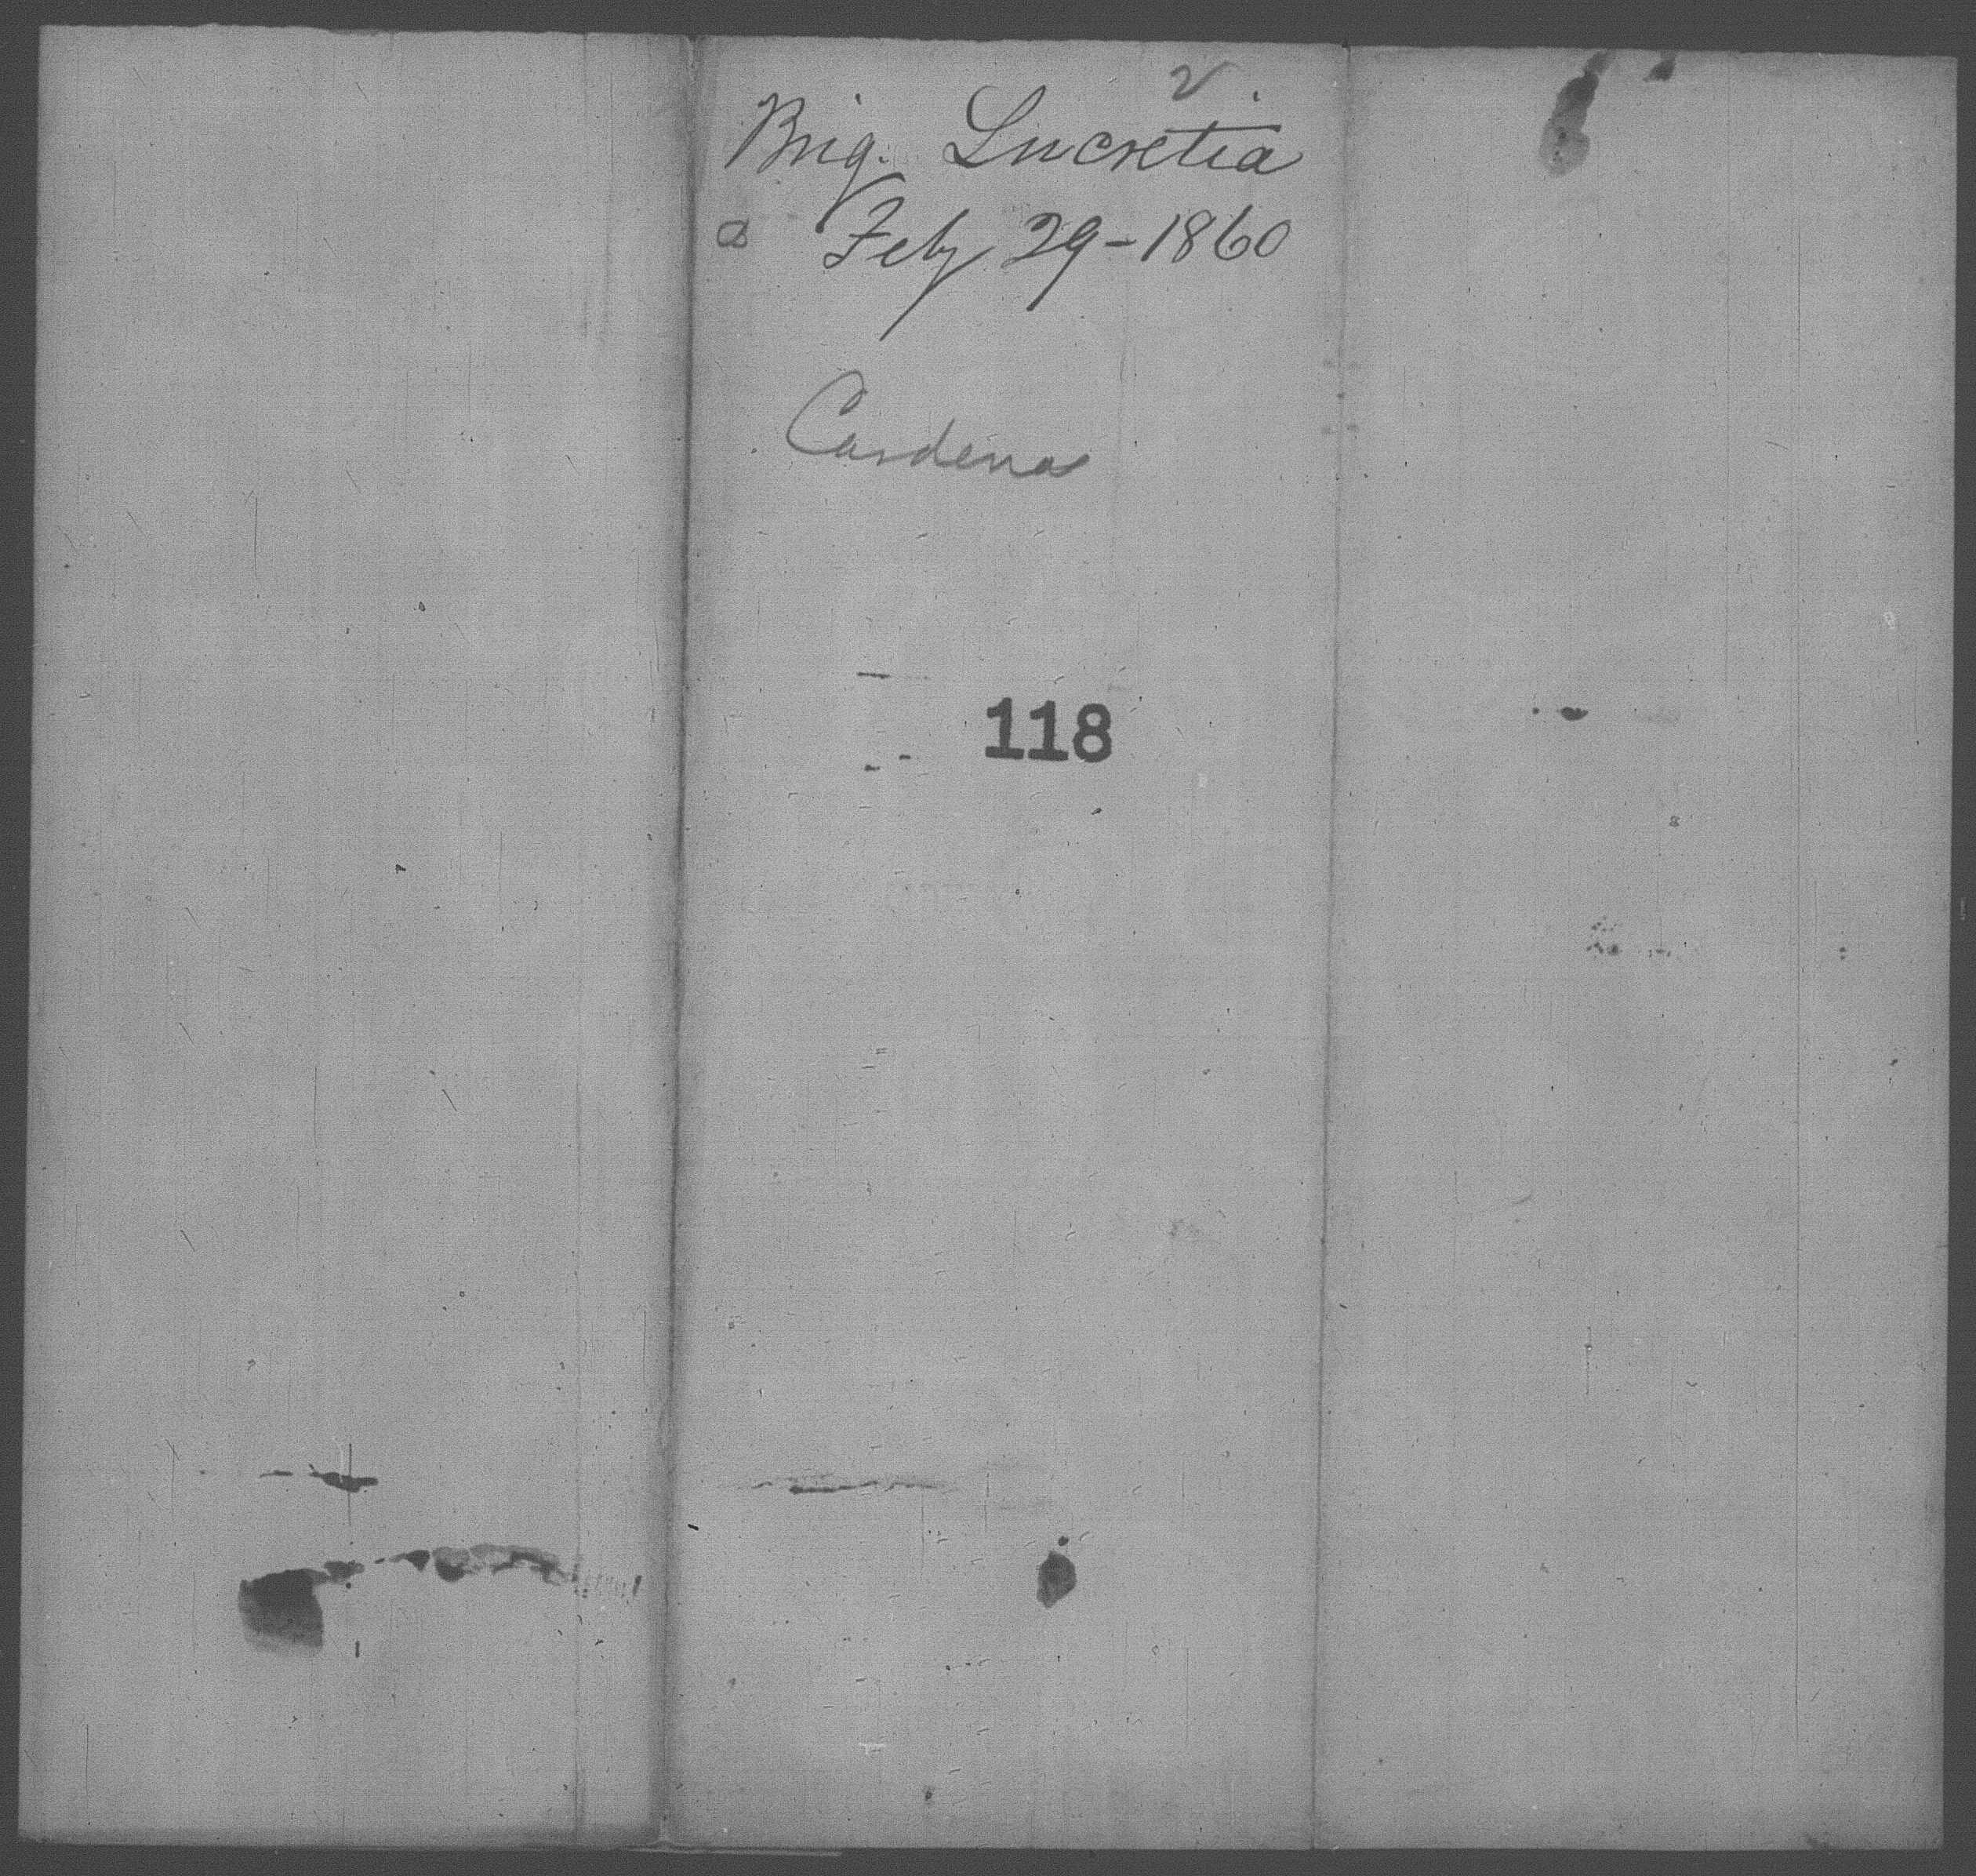 v
Brig. Lucretia
a Feby 29-1860
Cardenas
118